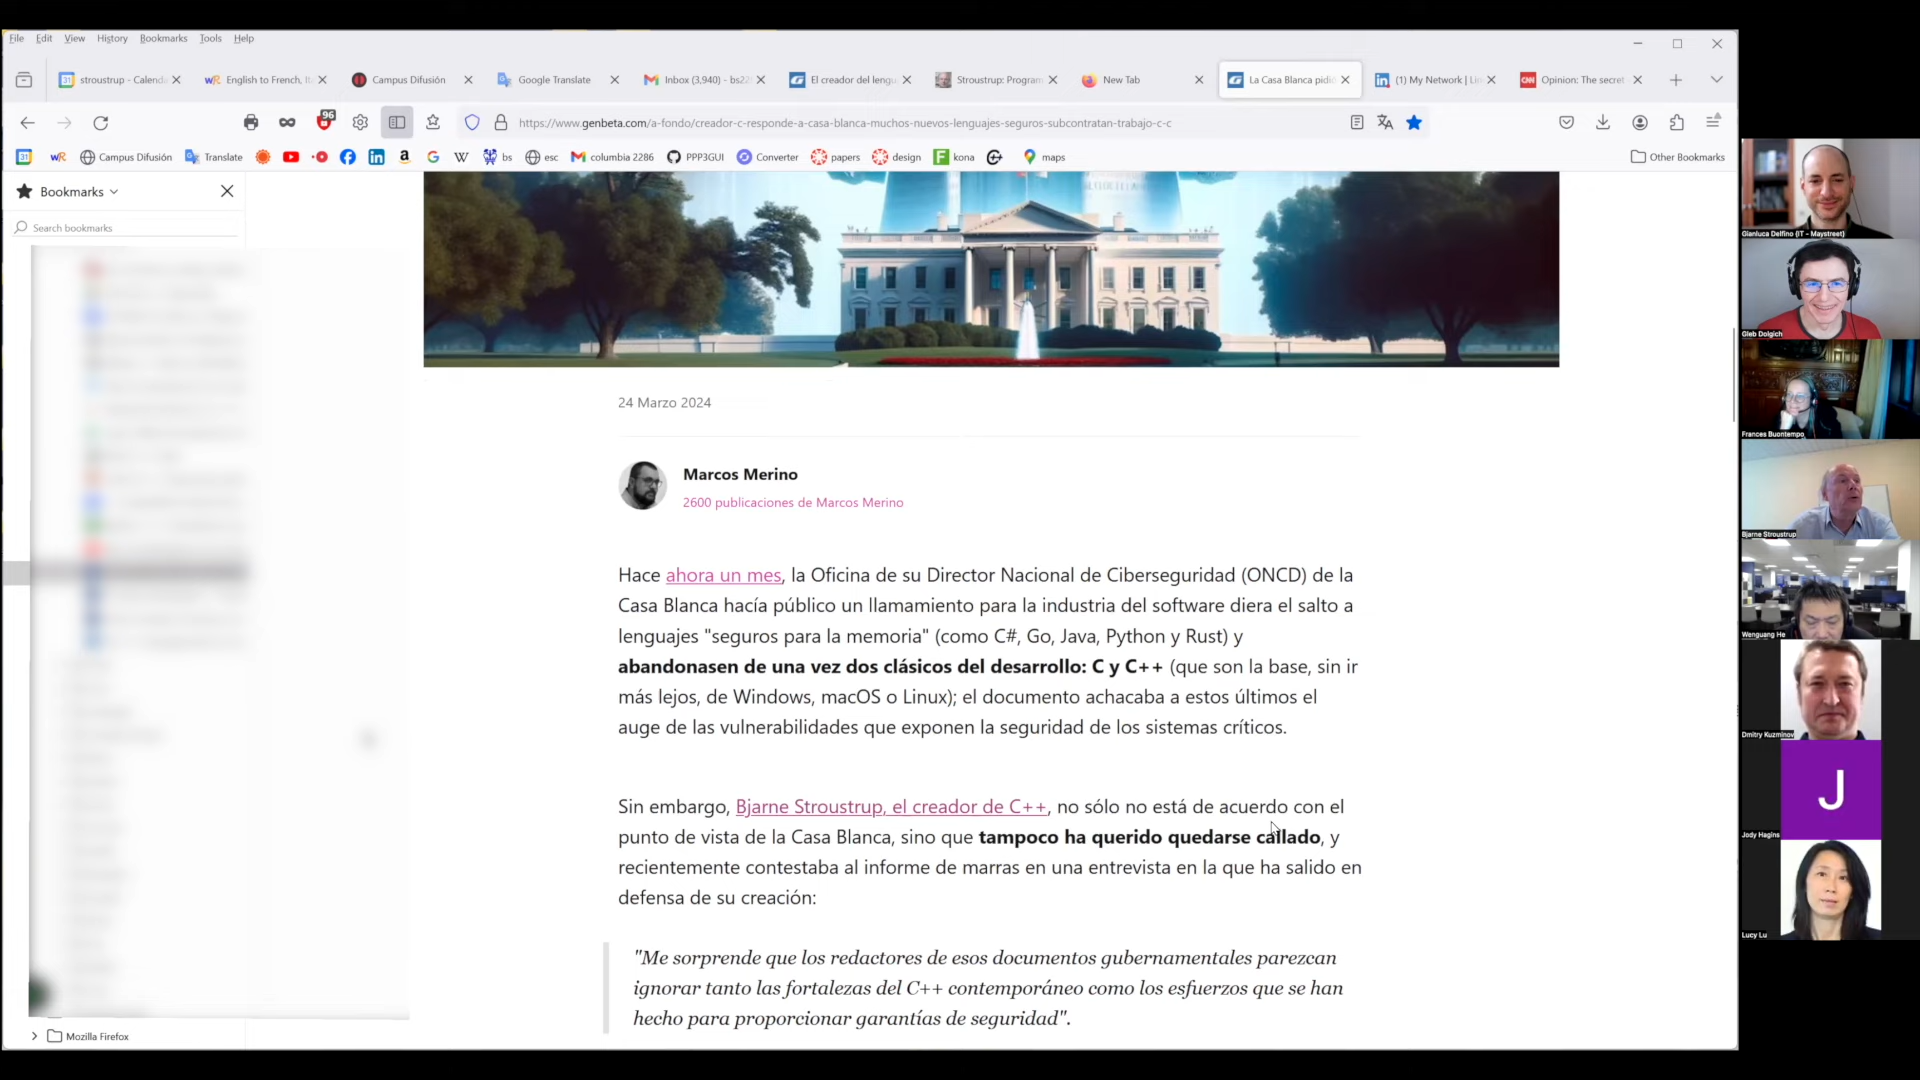 File Edit View History Bookmarks Tools Help
stroustrup - Calenda
English to French, It
Campus Difusión
Google Translate
Inbox (3,940) - bs22
El creador del lengu
Stroustrup: Program
New Tab
La Casa Blanca pidió
(1) My Network | Lin
Opinion: The secret
96
https://www.genbeta.com/a-fondo/creador-c-responde-a-casa-blanca-muchos-nuevos-lenguajes-seguros-subcontratan-trabajo-c-c
Campus Difusión Translate bs esc columbia 2286 PPP3GUI Converter papers design kona maps Other Bookmarks
Bookmarks
Search bookmarks
24 Marzo 2024
Marcos Merino
2600 publicaciones de Marcos Merino
Hace ahora un mes, la Oficina de su Director Nacional de Ciberseguridad (ONCD) de la
Casa Blanca hacía público un llamamiento para la industria del software diera el salto a
lenguajes "seguros para la memoria" (como C#, Go, Java, Python y Rust) y
abandonasen de una vez dos clásicos del desarrollo: C y C++ (que son la base, sin ir
más lejos, de Windows, macOS o Linux); el documento achacaba a estos últimos el
auge de las vulnerabilidades que exponen la seguridad de los sistemas críticos.
Sin embargo, Bjarne Stroustrup, el creador de C++, no sólo no está de acuerdo con el
punto de vista de la Casa Blanca, sino que tampoco ha querido quedarse callado, y
recientemente contestaba al informe de marras en una entrevista en la que ha salido en
defensa de su creación:
"Me sorprende que los redactores de esos documentos gubernamentales parezcan
ignorar tanto las fortalezas del C++ contemporáneo como los esfuerzos que se han
hecho para proporcionar garantías de seguridad".
Mozilla Firefox
Gianluca Delfino (IT - Maystreet)
Gleb Dolgich
Frances Buontempo
Bjarne Stroustrup
Wenguang He
Dmitry Kuzminov
J
Jody Hagins
Lucy Lu